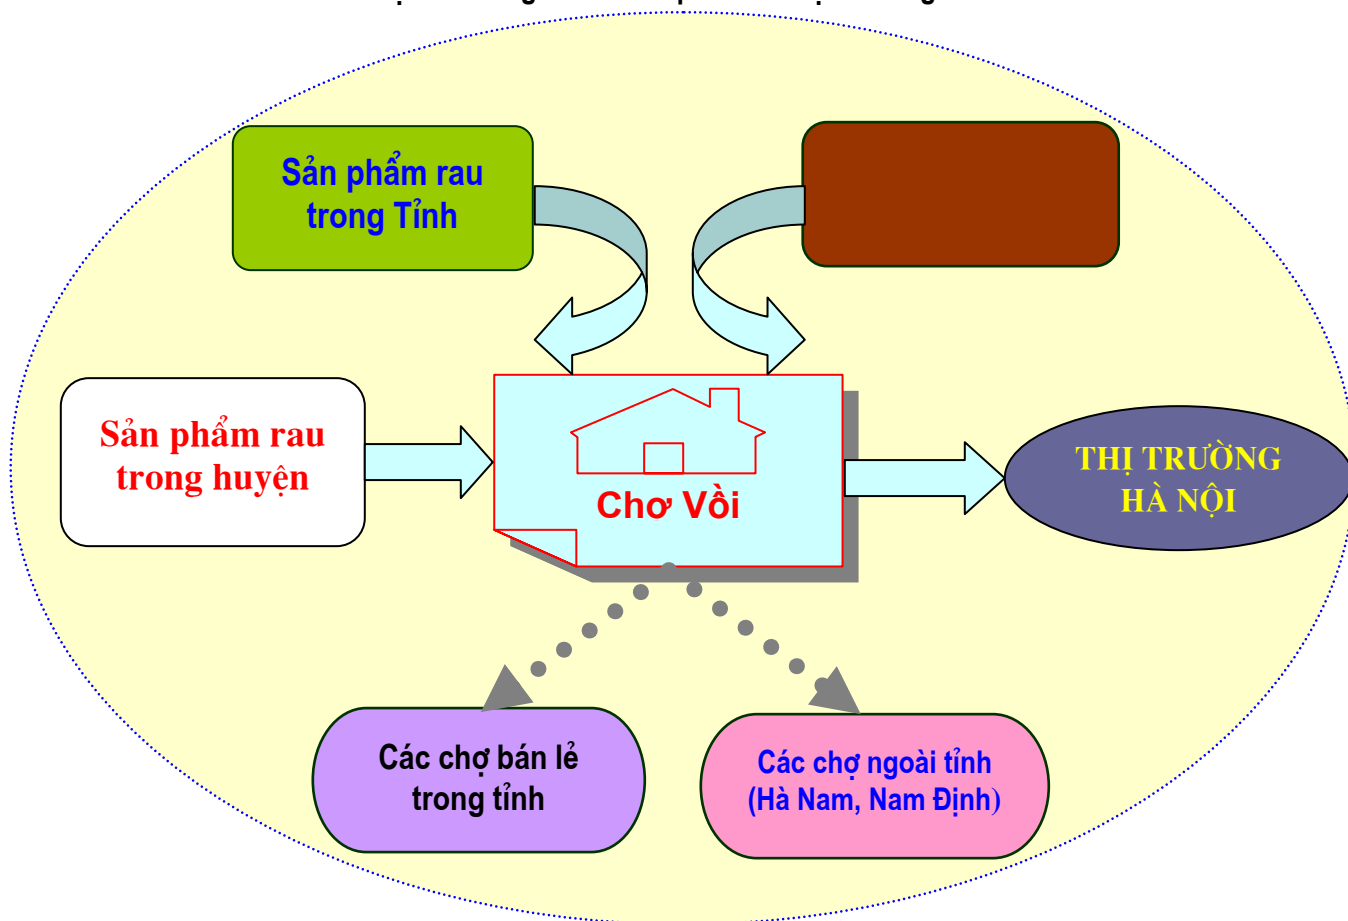 Sản phẩm rau
trong Tỉnh
Sản phẩm rau
trong huyện
Chơ Vồi
THỊ TRƯỜNG
HÀ NỘI
Các chợ bán lẻ
trong tỉnh
Các chợ ngoài tỉnh
(Hà Nam, Nam Định)